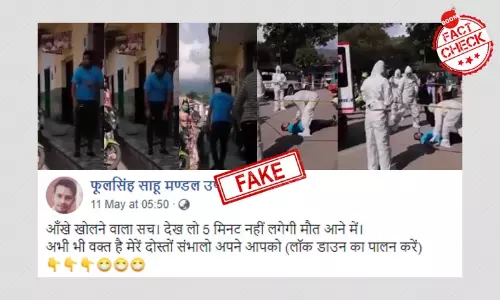 100%
FACT
CHECK
फूलसिंह साहू मण्डल उ
FAKE
11 May at 05:50 ·
आँखे खोलने वाला सच। देख लो 5 मिनट नहीं लगेगी मौत आने में।
अभी भी वक्त है मेरें दोस्तों संभालो अपने आपको (लॉक डाउन का पालन करें)
👇👇👇😷😷😷